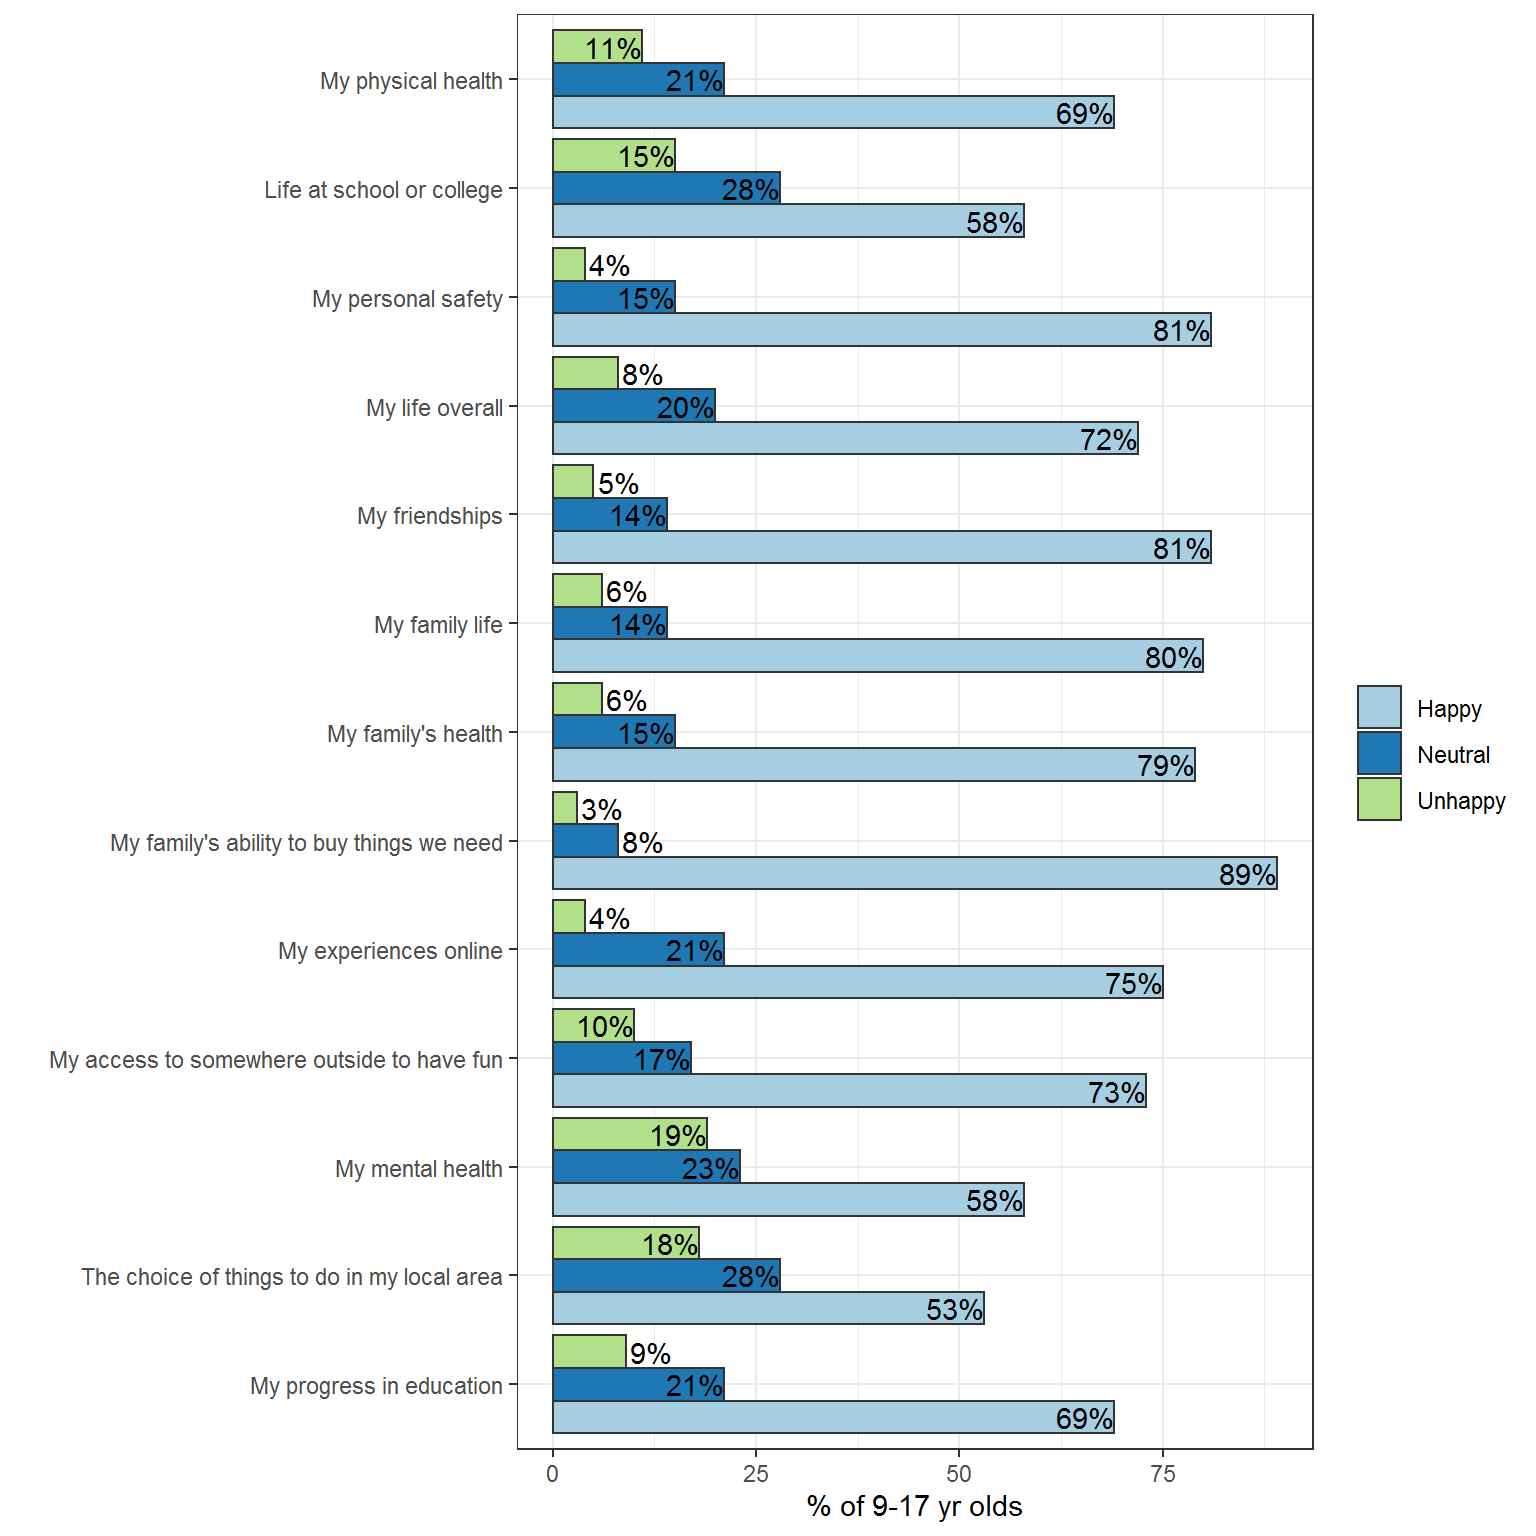 11%
My physical health
21%
69%
15%
Life at school or college
28%
58%
4%
My personal safety
15%
81%
8%
My life overall
20%
72%
5%
My friendships
14%
81%
6%
My family life
14%
80%
6%
My family's health
15%
79%
3%
My family's ability to buy things we need
8%
89%
4%
My experiences online
21%
75%
10%
My access to somewhere outside to have fun
17%
73%
19%
My mental health
23%
58%
18%
The choice of things to do in my local area
28%
53%
9%
My progress in education
21%
69%
0 25 50 75
% of 9-17 yr olds
Happy
Neutral
Unhappy